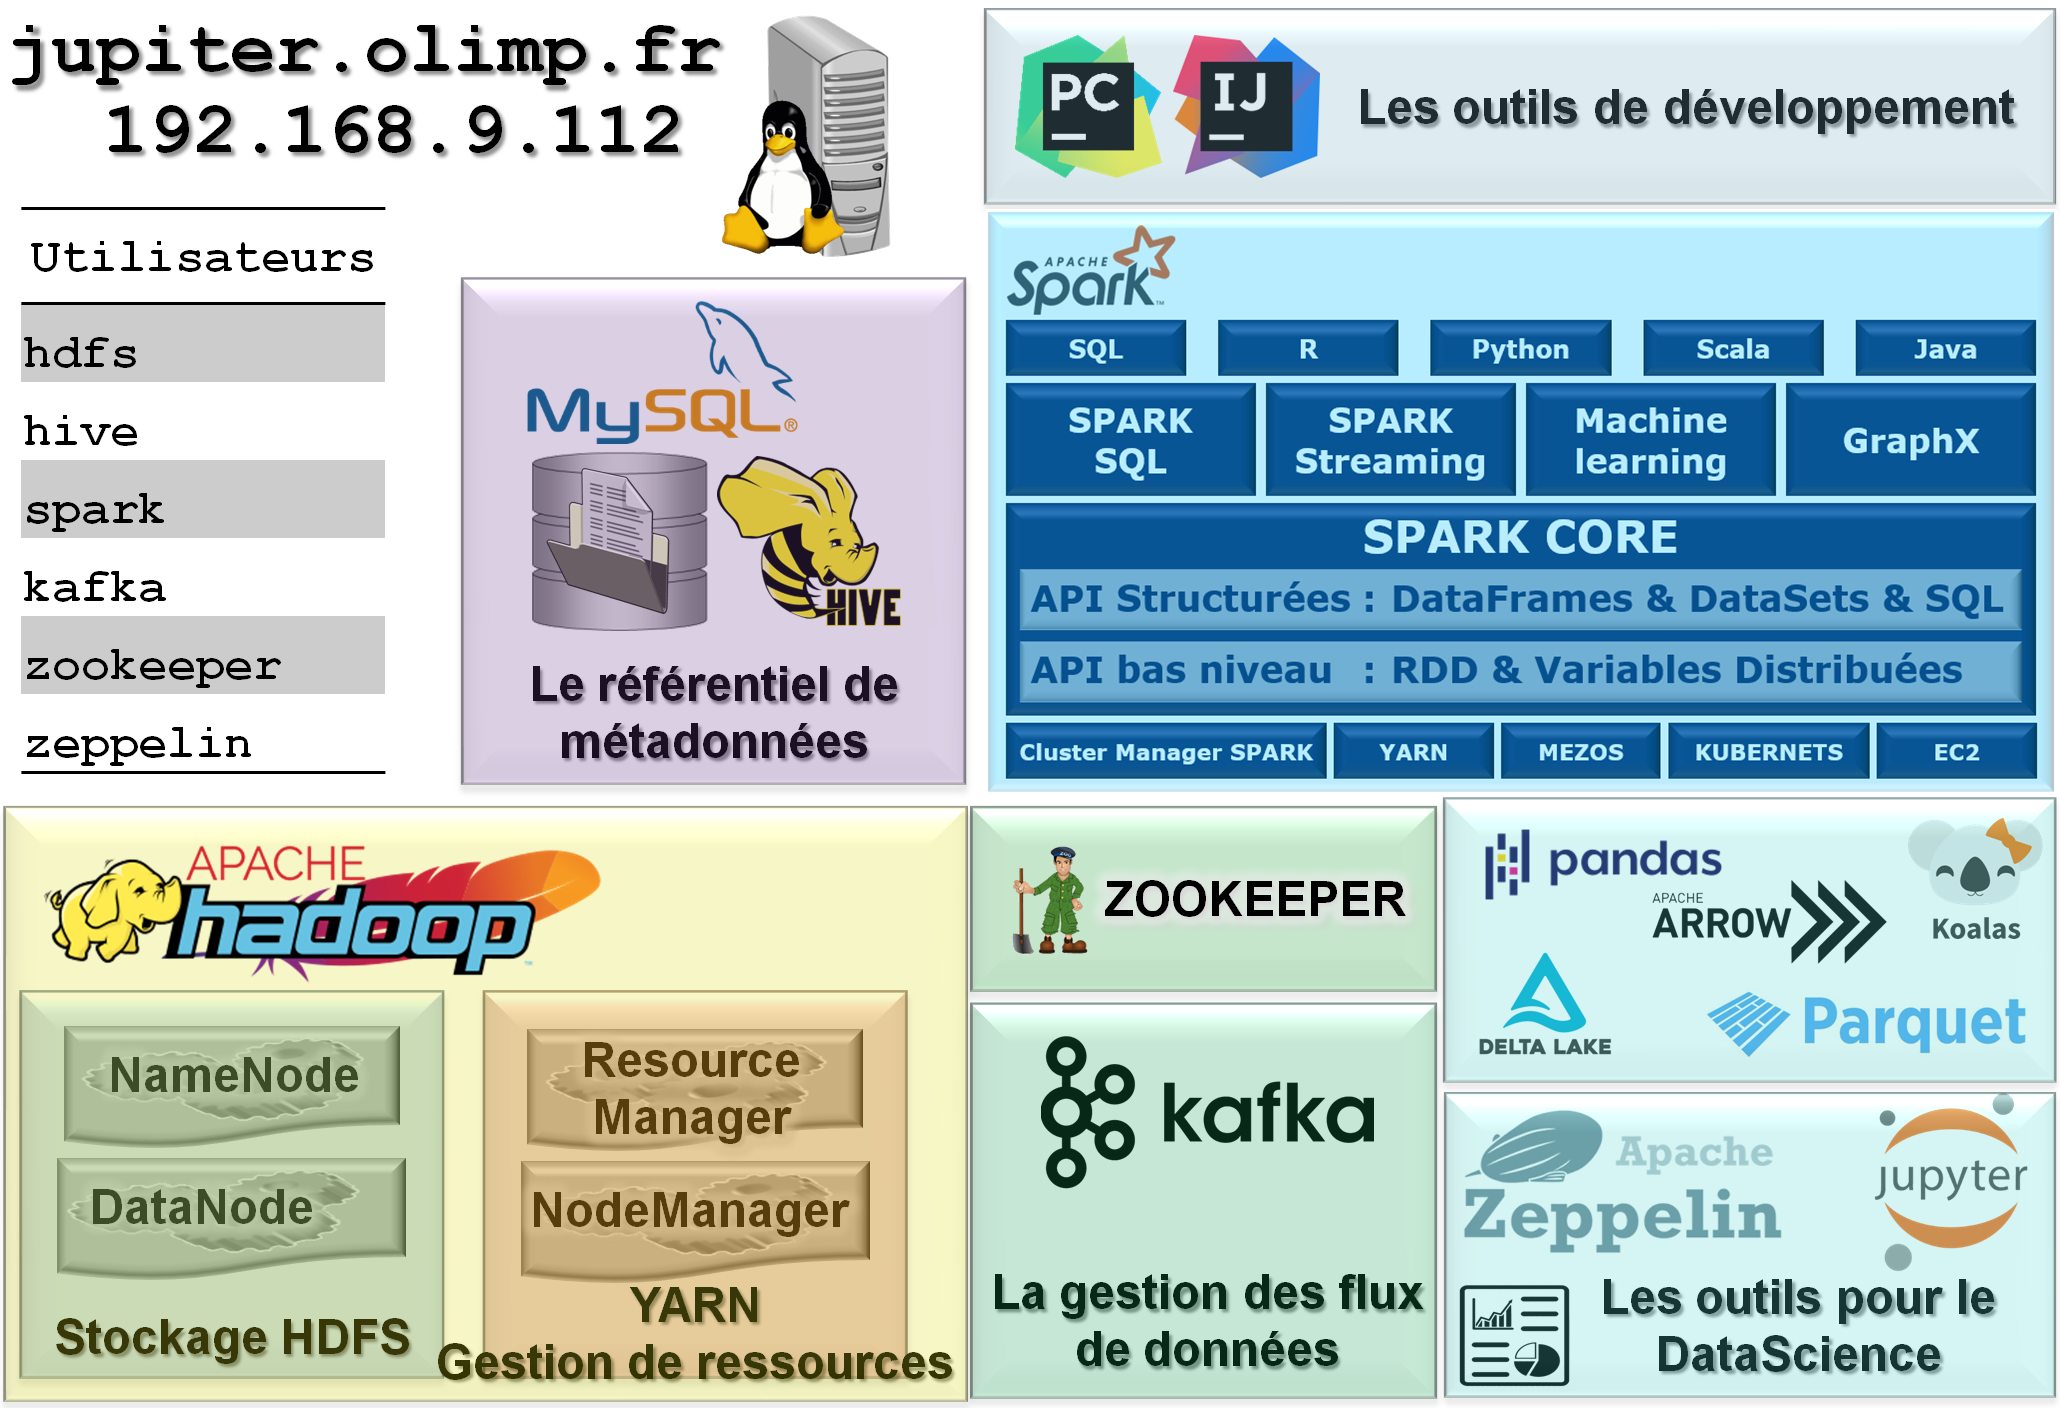 jupiter.olimp.fr
192.168.9.112
Utilisateurs
hdfs
hive
spark
kafka
zookeeper
zeppelin
MySQL®
HIVE
Le référentiel de
métadonnées
PC
IJ
Les outils de développement
APACHE
Spark™
SQL
R
Python
Scala
Java
SPARK
SQL
SPARK
Streaming
Machine
learning
GraphX
SPARK CORE
API Structurées : DataFrames & DataSets & SQL
API bas niveau : RDD & Variables Distribuées
Cluster Manager SPARK
YARN
MEZOS
KUBERNETS
EC2
APACHE
hadoop
NameNode
DataNode
Stockage HDFS
Resource
Manager
NodeManager
YARN
Gestion de ressources
ZOOKEEPER
kafka
La gestion des flux
de données
pandas
APACHE
ARROW
Koalas
DELTA LAKE
Parquet
Apache
Zeppelin
jupyter
Les outils pour le
DataScience